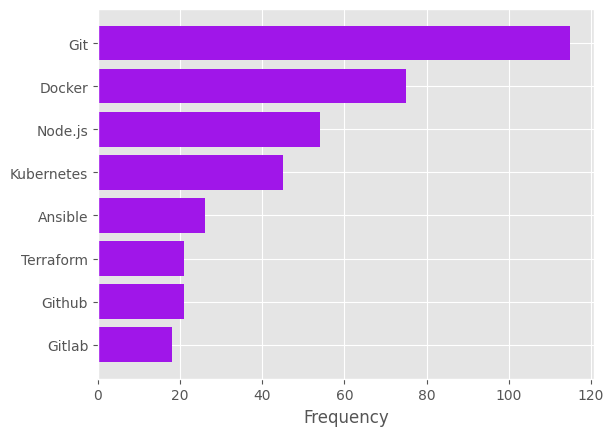 Git
Docker
Node.js
Kubernetes
Ansible
Terraform
Github
Gitlab
0 20 40 60 80 100 120
Frequency